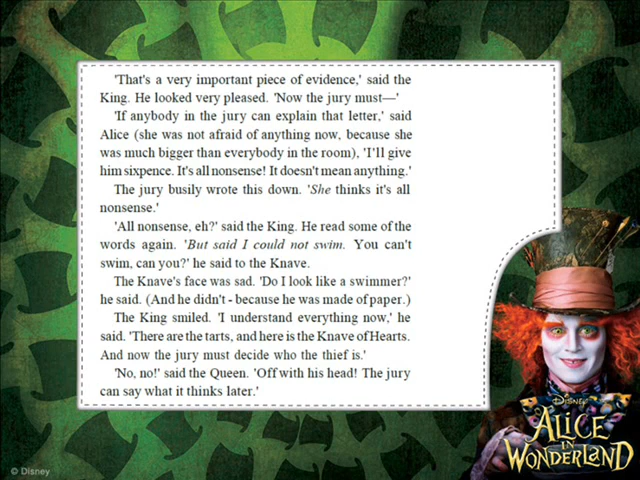 'That's a very important piece of evidence,' said the
King. He looked very pleased. 'Now the jury must—'
'If anybody in the jury can explain that letter,' said
Alice (she was not afraid of anything now, because she
was much bigger than everybody in the room), 'I'll give
him sixpence. It's all nonsense! It doesn't mean anything.'
The jury busily wrote this down. 'She thinks it's all
nonsense.'
'All nonsense, eh?' said the King. He read some of the
words again. 'But said I could not swim. You can't
swim, can you?' he said to the Knave.
The Knave's face was sad. 'Do I look like a swimmer?'
he said. (And he didn't - because he was made of paper.)
The King smiled. 'I understand everything now,' he
said. 'There are the tarts, and here is the Knave of Hearts.
And now the jury must decide who the thief is.'
'No, no!' said the Queen. 'Off with his head! The jury
can say what it thinks later.'
Disney
ALICE
IN
WONDERLAND
© Disney